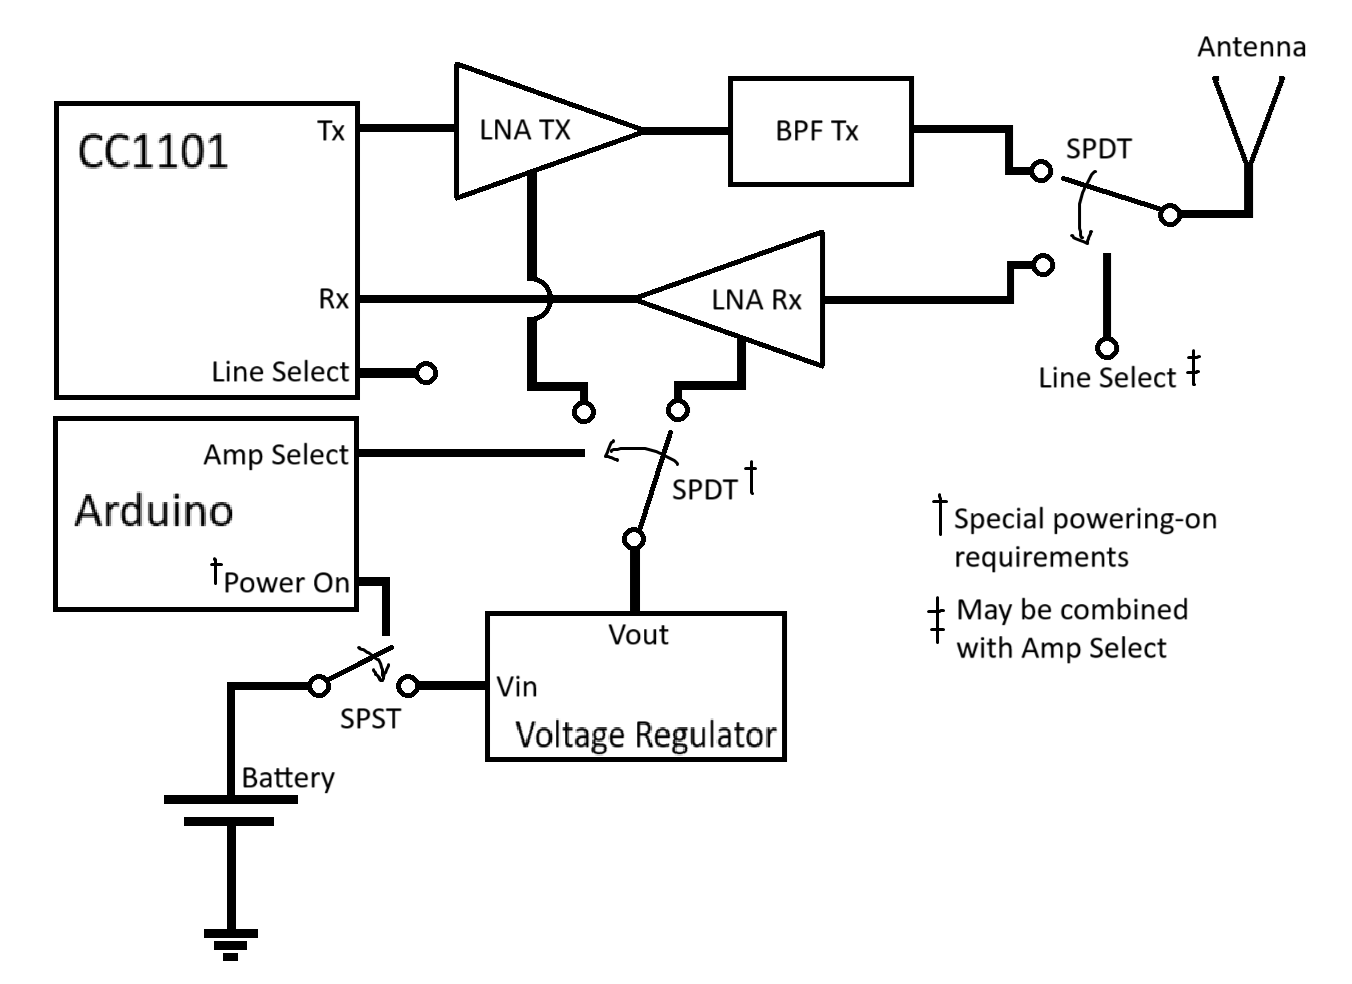 Antenna
CC1101
Tx
LNA TX
BPF Tx
SPDT
Rx
LNA Rx
Line Select
Line Select ‡
Amp Select
Arduino
SPDT †
† Power On
† Special powering-on
requirements
‡ May be combined
with Amp Select
Vout
Vin
SPST
Voltage Regulator
Battery